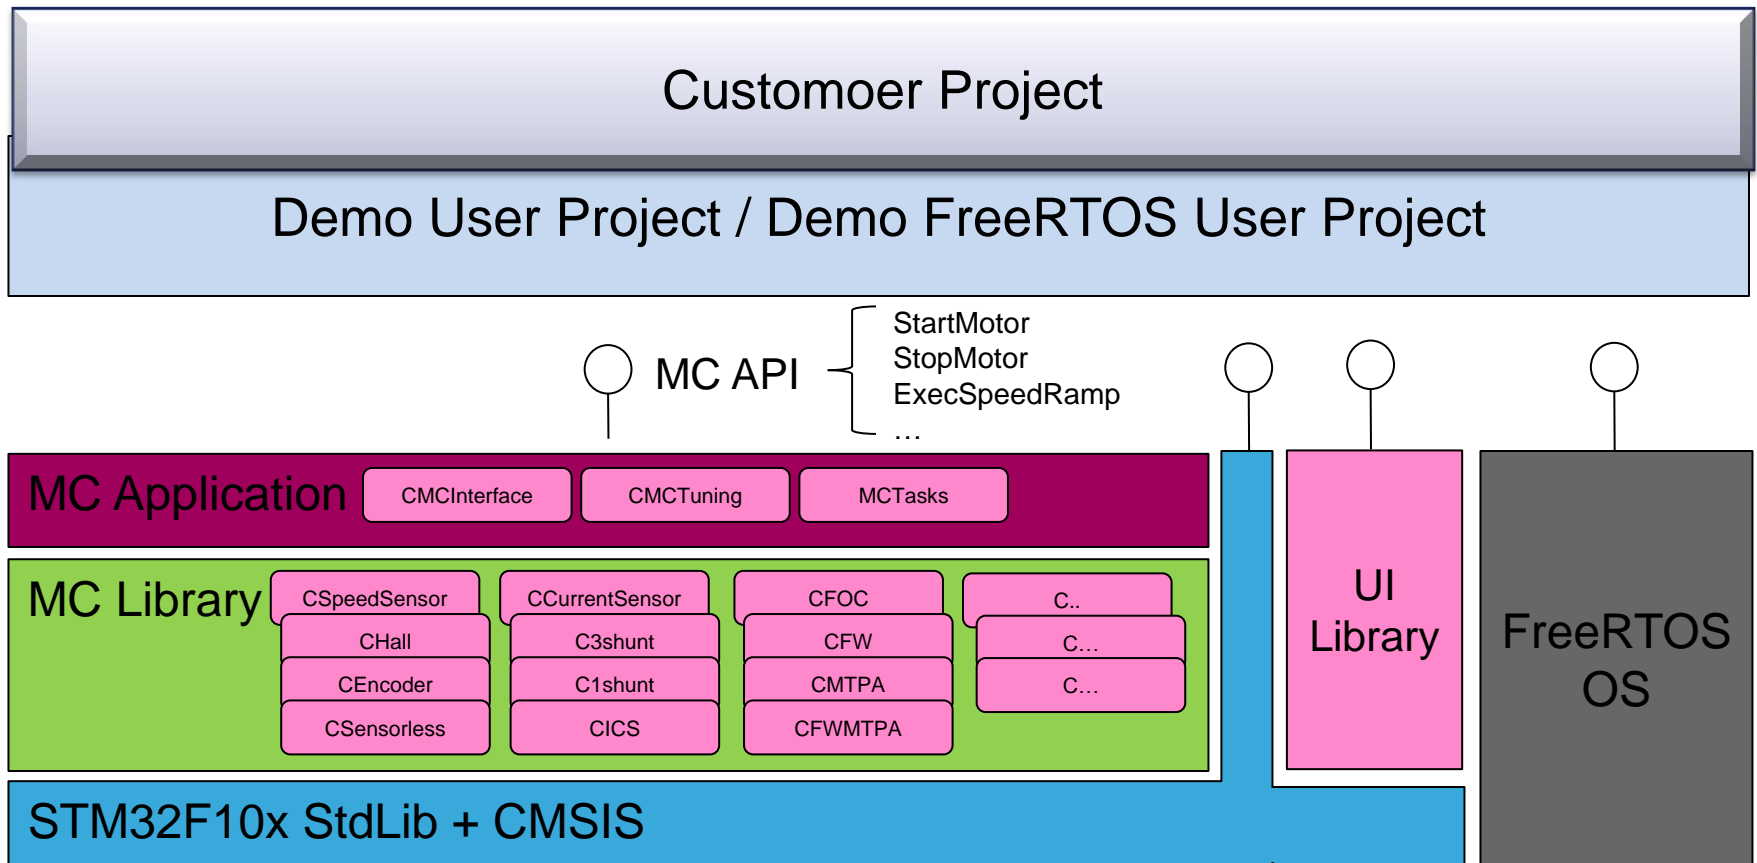 Customoer Project
Demo User Project / Demo FreeRTOS User Project
MC API
StartMotor
StopMotor
ExecSpeedRamp
…
MC Application
CMCInterface
CMCTuning
MCTasks
MC Library
CSpeedSensor
CHall
CEncoder
CSensorless
CCurrentSensor
C3shunt
C1shunt
CICS
CFOC
CFW
CMTPA
CFWMTPA
C..
C…
C…
UI
Library
FreeRTOS
OS
STM32F10x StdLib + CMSIS